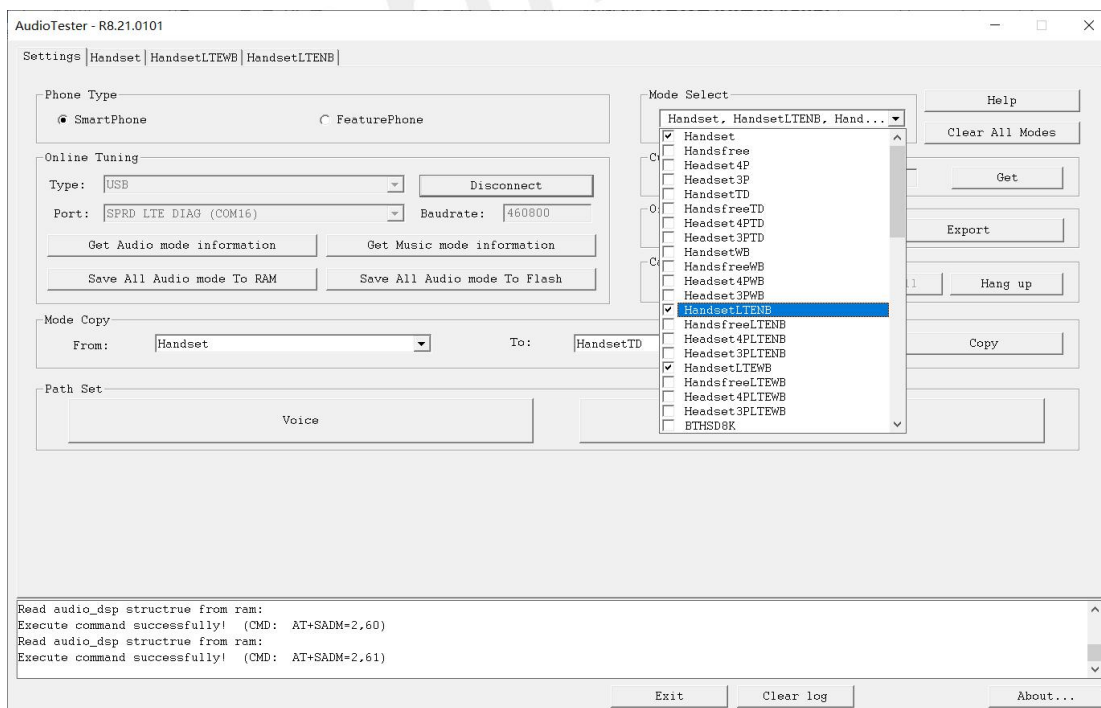 AudioTester - R8.21.0101
Settings Handset HandsetLTEWB HandsetLTENB
Phone Type
SmartPhone FeaturePhone
Mode Select
Handset, HandsetLTENB, Hand...
Help
Clear All Modes
Online Tuning
Type: USB Disconnect
Port: SPRD LTE DIAG (COM16) Baudrate: 460800
Get Audio mode information Get Music mode information
Save All Audio mode To RAM Save All Audio mode To Flash
Handset
Handsfree
Headset4P
Headset3P
HandsetTD
HandsfreeTD
Headset4PTD
Headset3PTD
HandsetWB
HandsfreeWB
Headset4PWB
Headset3PWB
HandsetLTENB
HandsfreeLTENB
Headset4PLTENB
Headset3PLTENB
HandsetLTEWB
HandsfreeLTEWB
Headset4PLTEWB
Headset3PLTEWB
BTHSD8K
Get
Export
Hang up
Mode Copy
From: Handset To: HandsetTD Copy
Path Set
Voice
Read audio_dsp structrue from ram:
Execute command successfully! (CMD: AT+SADM=2,60)
Read audio_dsp structrue from ram:
Execute command successfully! (CMD: AT+SADM=2,61)
Exit Clear log About...